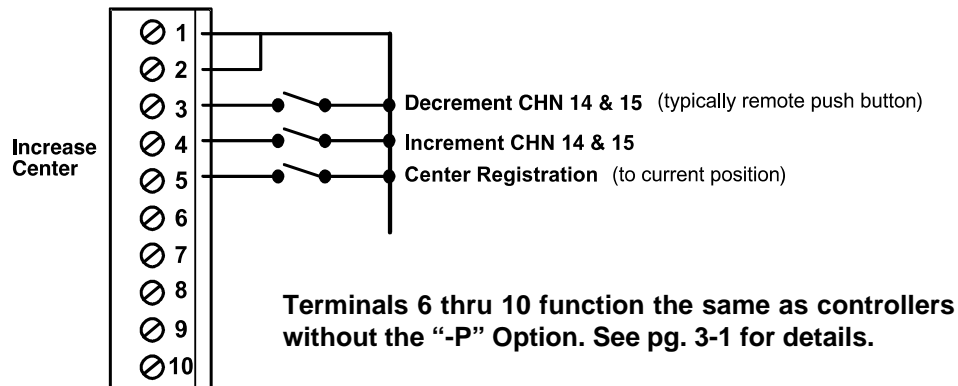 1
2
3 Decrement CHN 14 & 15 (typically remote push button)
Increase 4 Increment CHN 14 & 15
Center 5 Center Registration (to current position)
6
7
8
9
10
Terminals 6 thru 10 function the same as controllers
without the “-P” Option. See pg. 3-1 for details.